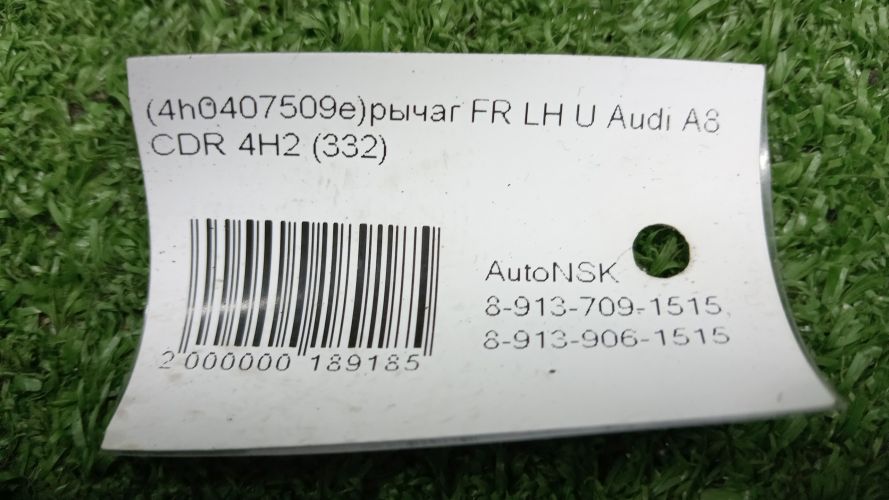 (4h0407509e)рычаг FR LH U Audi A8
CDR 4H2 (332)
AutoNSK
8-913-709-1515,
8-913-906-1515
2 000000 189185